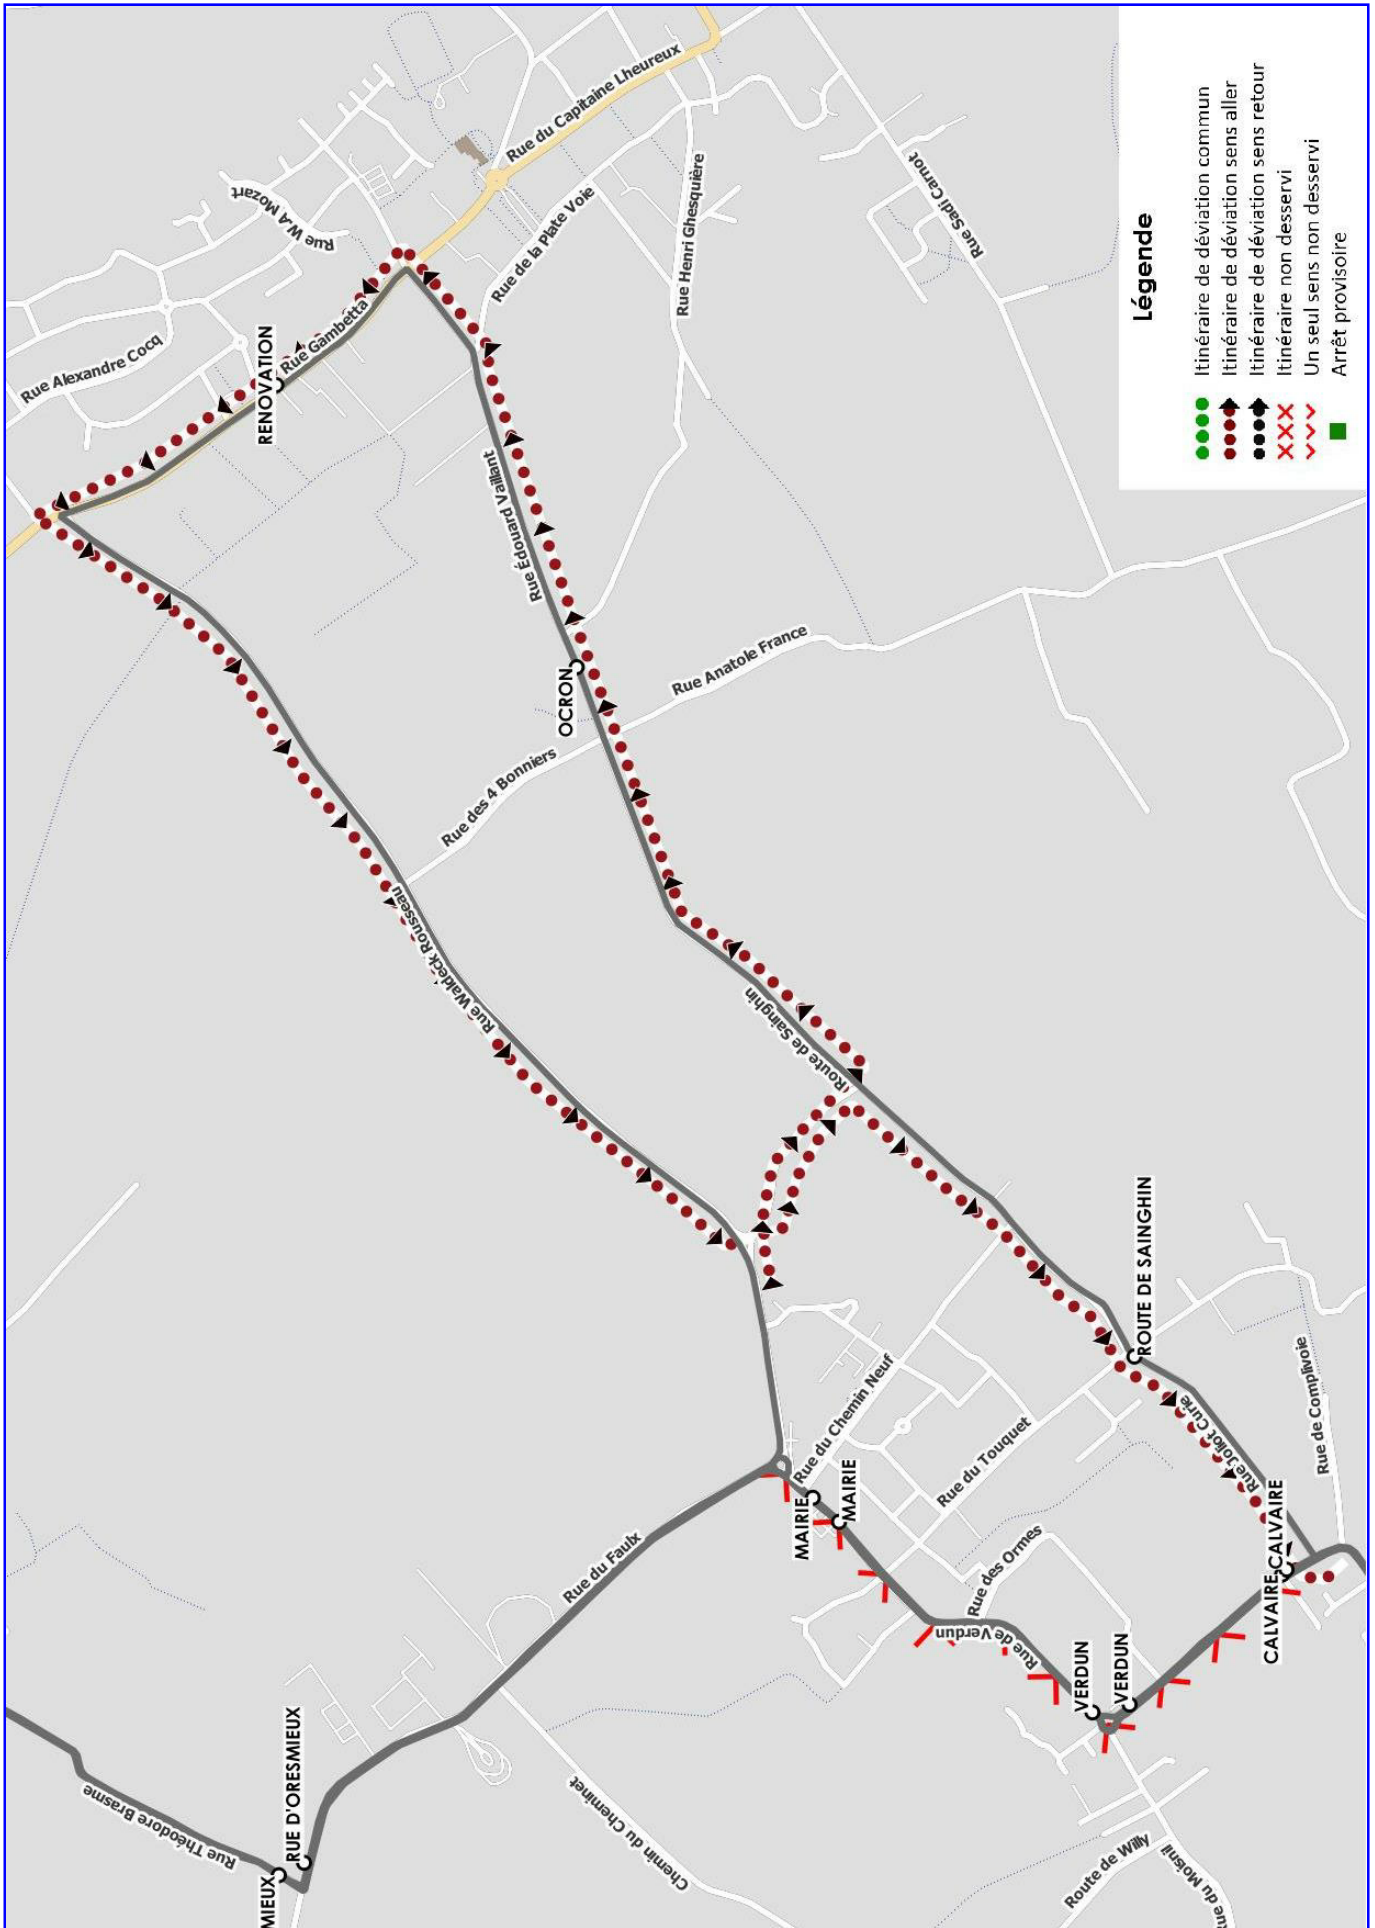 Rue du Capitaine Lheureux
Rue W.A Mozart
Rue de la Plate Voie
Rue Henri Ghesquière
Rue Sadi Carnot
Rue Alexandre Cocq
RENOVATION
Rue Gambetta
Rue Édouard Vaillant
OCRON
Rue Anatole France
Rue des 4 Bonniers
Rue Waldeck Rousseau
Route de Sainghin
ROUTE DE SAINGHIN
Rue du Chemin Neuf
MAIRIE
MAIRIE
Rue du Touquet
Rue Joliot Curie
Rue de Complivoie
CALVAIRE
CALVAIRE
Rue des Ormes
Rue de Verdun
VERDUN
VERDUN
Rue du Faulx
RUE D'ORESMIEUX
MIEUX
Rue Théodore Brasme
Chemin du Cheminet
Route de Willy
ue du Moisnil
Légende
Itinéraire de déviation commun
Itinéraire de déviation sens aller
Itinéraire de déviation sens retour
Itinéraire non desservi
Un seul sens non desservi
Arrêt provisoire